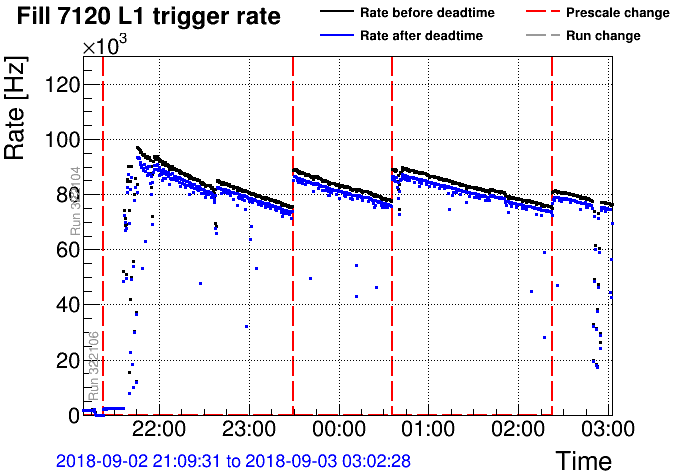 Fill 7120 L1 trigger rate
Rate before deadtime
Prescale change
Rate after deadtime
Run change
×10³
Rate [Hz]
120
100
80
60
40
20
0
Run 322104
Run 322106
22:00 23:00 00:00 01:00 02:00 03:00
2018-09-02 21:09:31 to 2018-09-03 03:02:28
Time